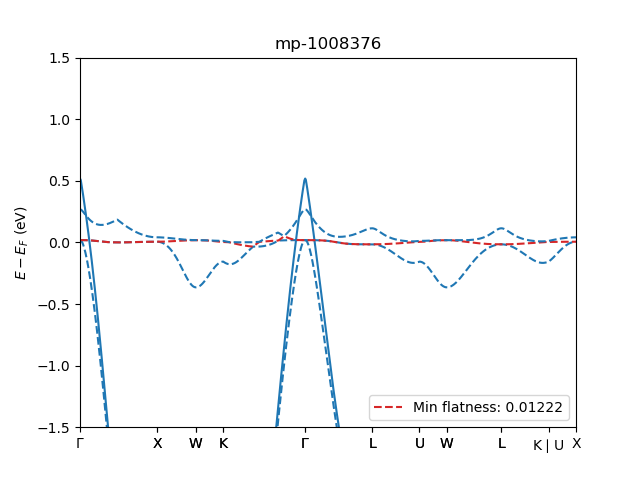 mp-1008376
1.5
1.0
0.5
0.0
−0.5
−1.0
−1.5
E − E_F (eV)
Min flatness: 0.01222
Γ X W K Γ L U W L K | U X